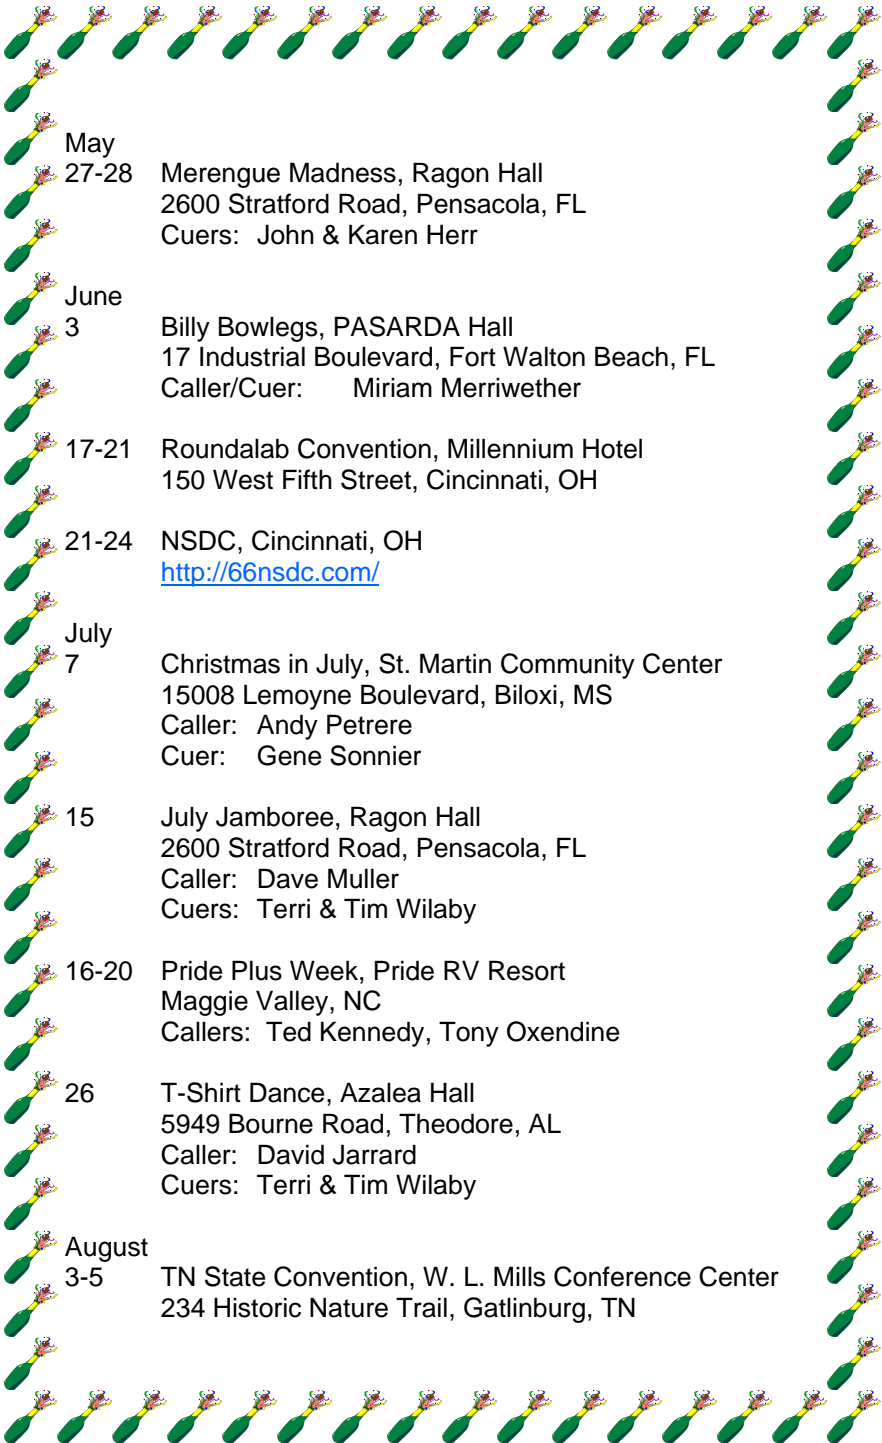 May
27-28 Merengue Madness, Ragon Hall
2600 Stratford Road, Pensacola, FL
Cuers: John & Karen Herr
June
3 Billy Bowlegs, PASARDA Hall
17 Industrial Boulevard, Fort Walton Beach, FL
Caller/Cuer: Miriam Merriwether
17-21 Roundalab Convention, Millennium Hotel
150 West Fifth Street, Cincinnati, OH
21-24 NSDC, Cincinnati, OH
http://66nsdc.com/
July
7 Christmas in July, St. Martin Community Center
15008 Lemoyne Boulevard, Biloxi, MS
Caller: Andy Petrere
Cuer: Gene Sonnier
15 July Jamboree, Ragon Hall
2600 Stratford Road, Pensacola, FL
Caller: Dave Muller
Cuers: Terri & Tim Wilaby
16-20 Pride Plus Week, Pride RV Resort
Maggie Valley, NC
Callers: Ted Kennedy, Tony Oxendine
26 T-Shirt Dance, Azalea Hall
5949 Bourne Road, Theodore, AL
Caller: David Jarrard
Cuers: Terri & Tim Wilaby
August
3-5 TN State Convention, W. L. Mills Conference Center
234 Historic Nature Trail, Gatlinburg, TN